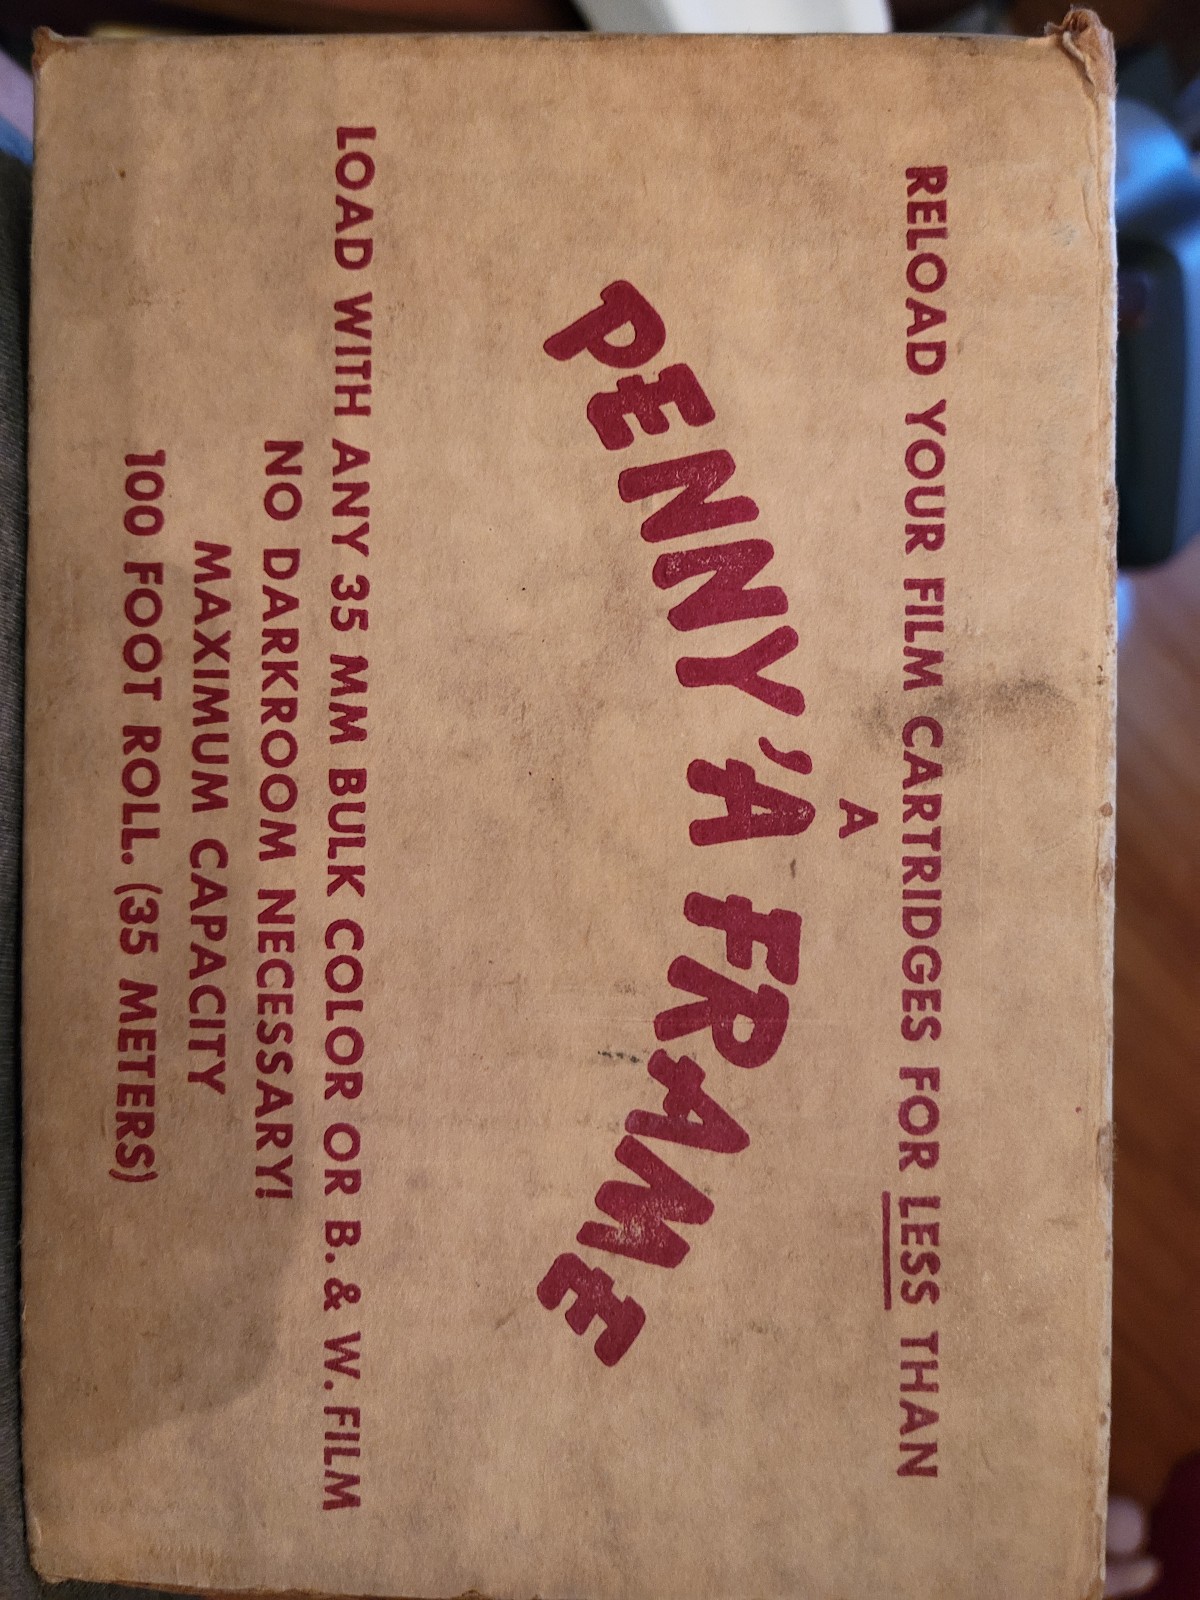 RELOAD YOUR FILM CARTRIDGES FOR LESS THAN
A
PENNY'A FRAME
LOAD WITH ANY 35 MM BULK COLOR OR B. & W. FILM
NO DARKROOM NECESSARY!
MAXIMUM CAPACITY
100 FOOT ROLL. (35 METERS)